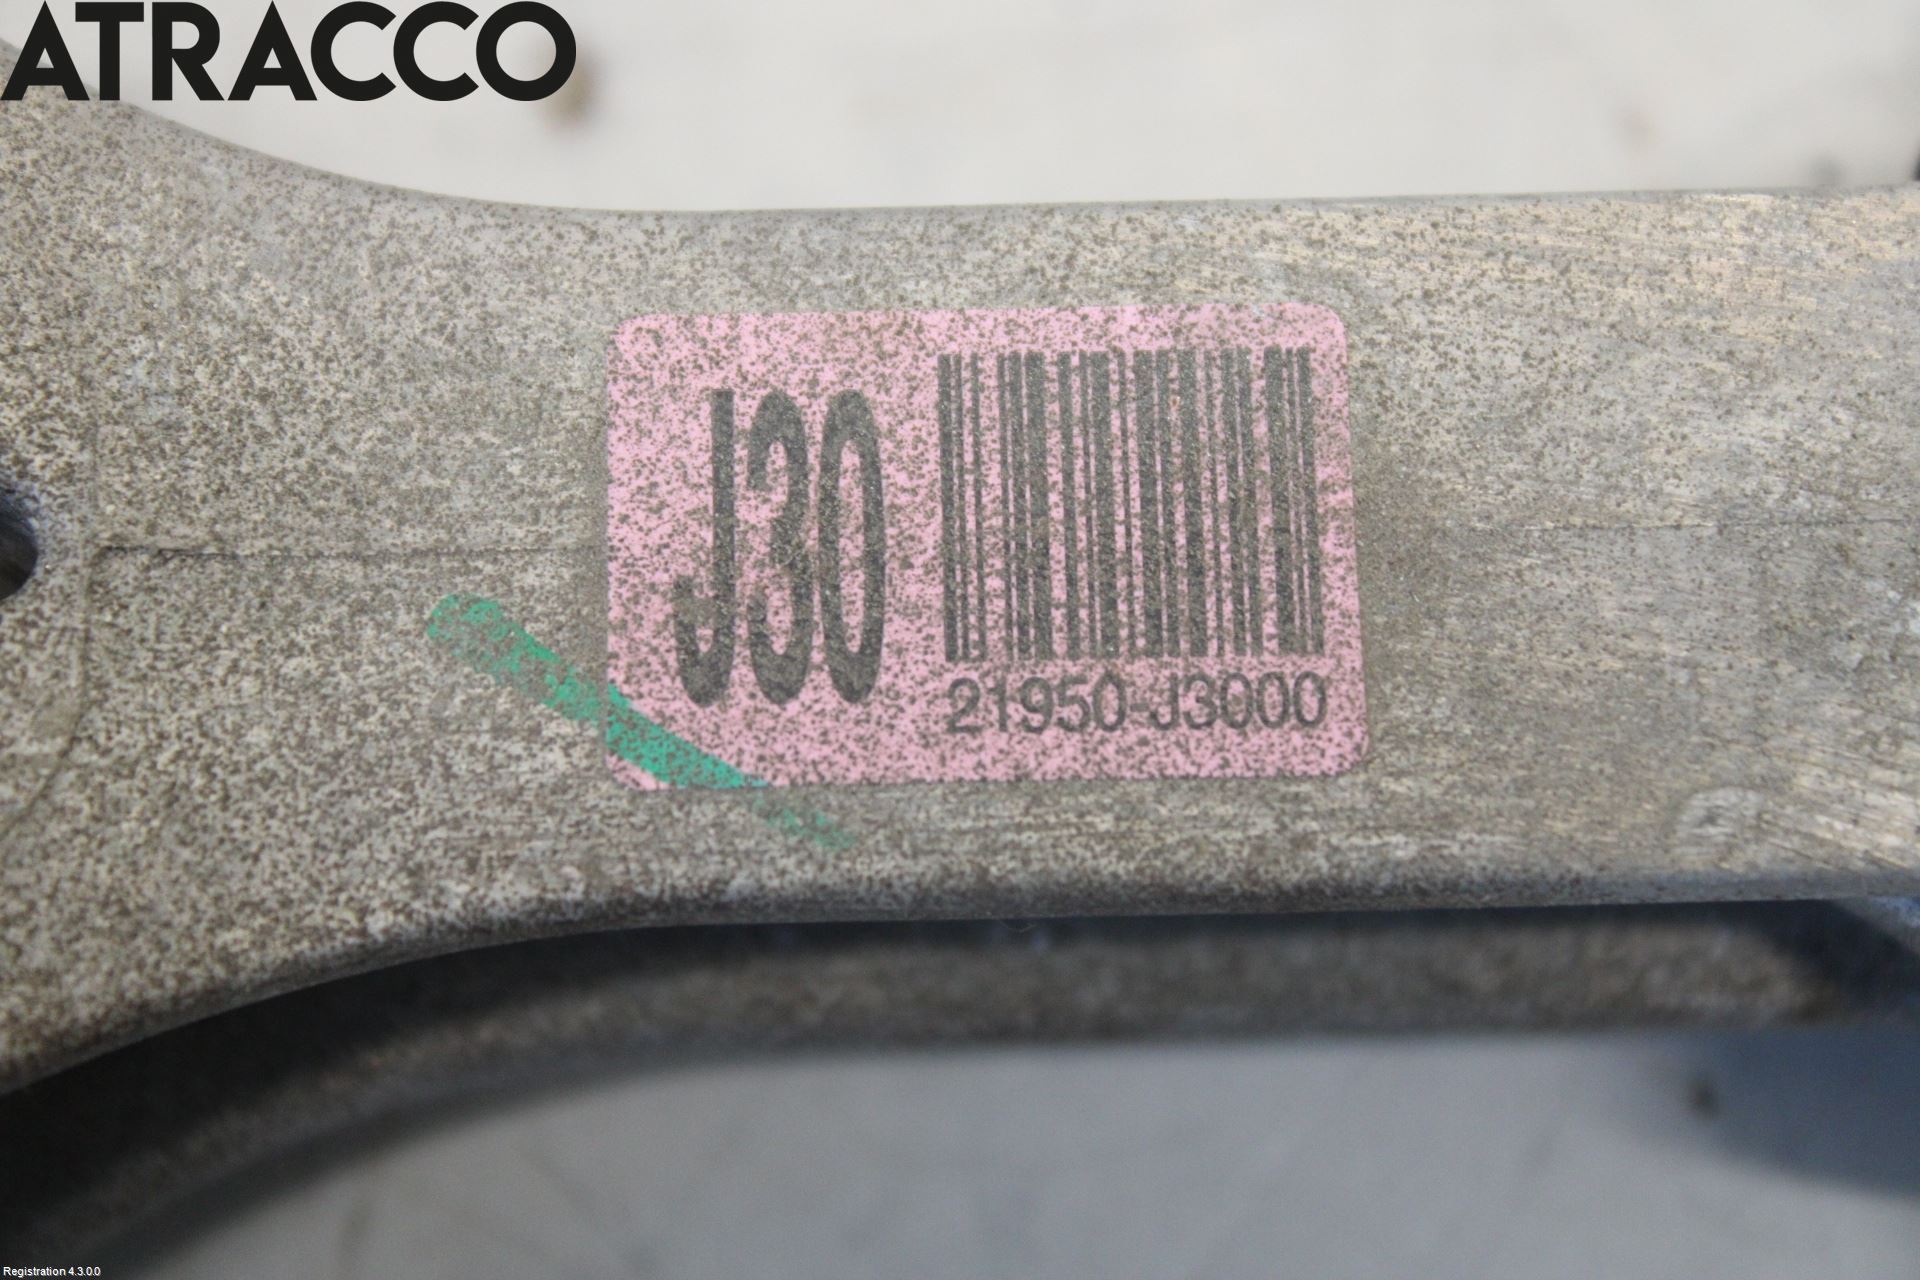 ATRACCO
J30
21950-J3000
Registration 4.3.0.0